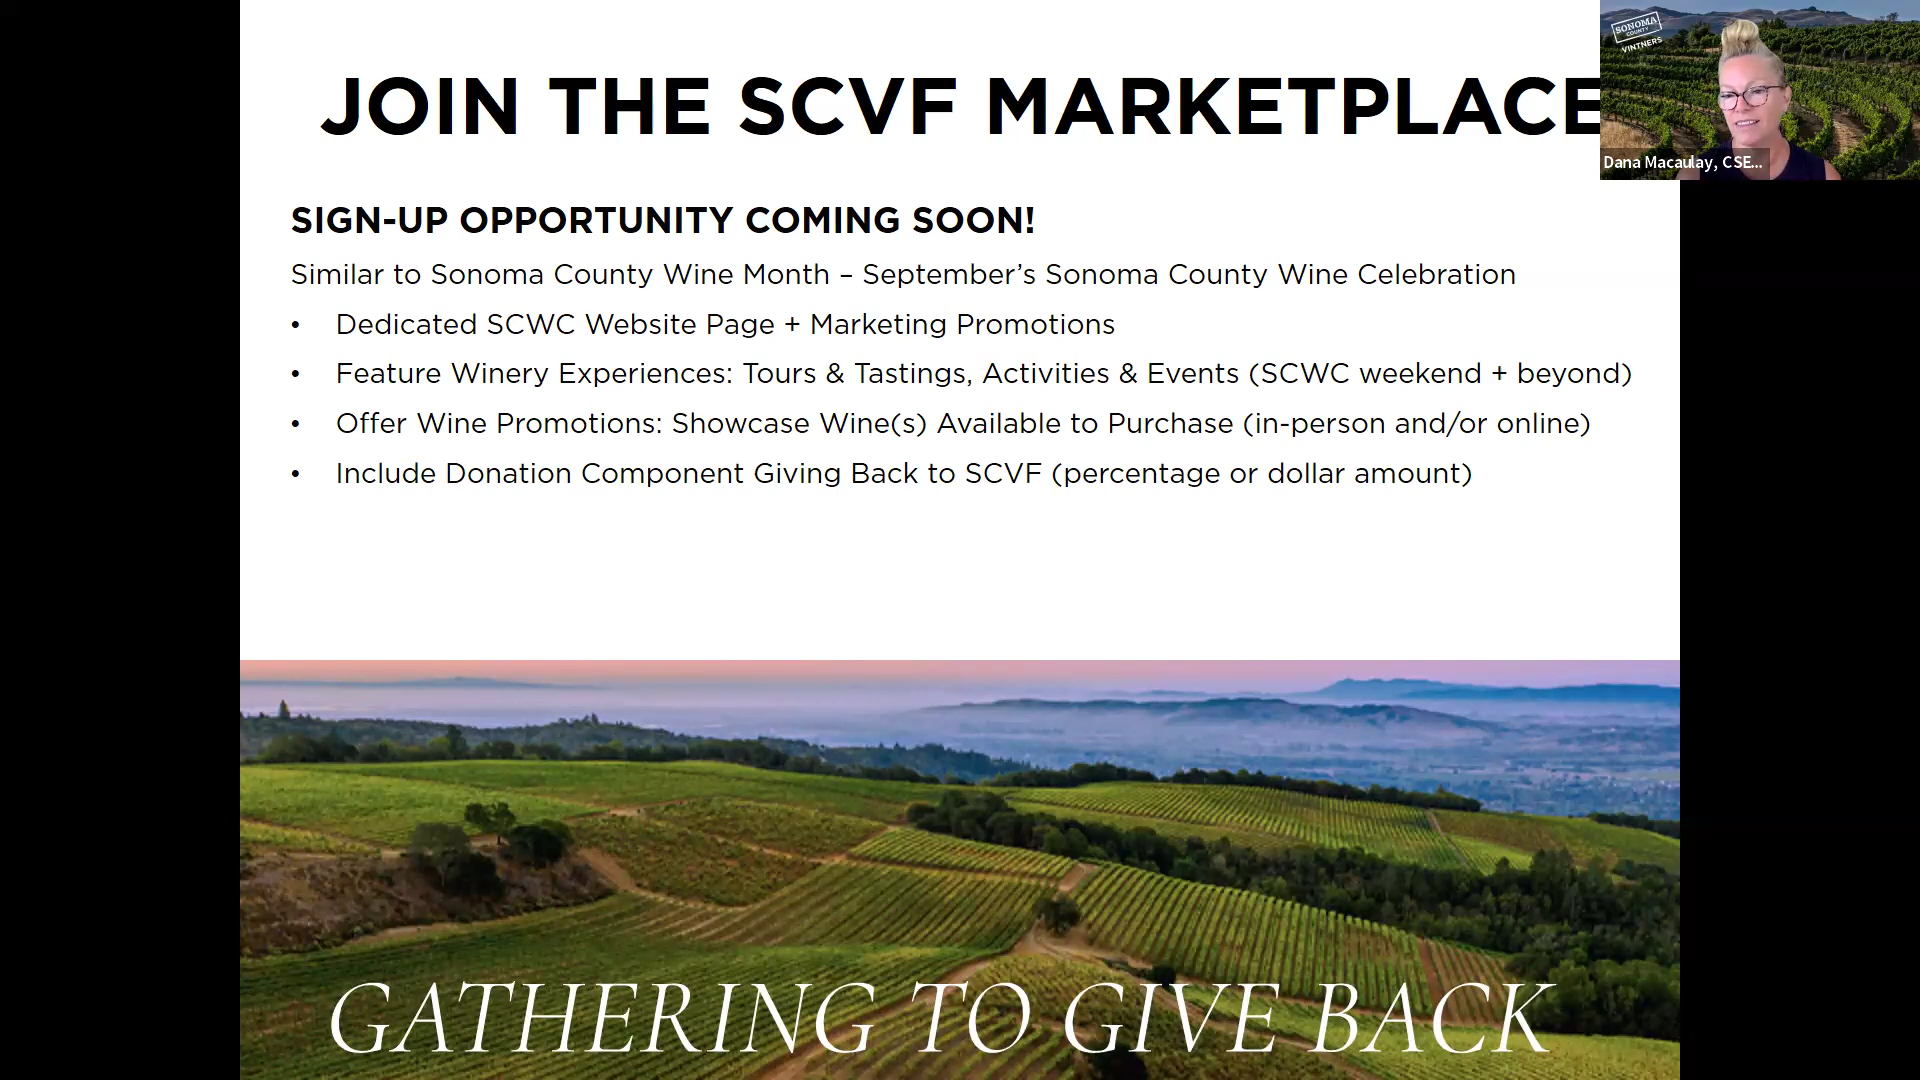 JOIN THE SCVF MARKETPLACE
SONOMA
COUNTY
VINTNERS
Dana Macaulay, CSE...
SIGN-UP OPPORTUNITY COMING SOON!
Similar to Sonoma County Wine Month – September’s Sonoma County Wine Celebration
• Dedicated SCWC Website Page + Marketing Promotions
• Feature Winery Experiences: Tours & Tastings, Activities & Events (SCWC weekend + beyond)
• Offer Wine Promotions: Showcase Wine(s) Available to Purchase (in-person and/or online)
• Include Donation Component Giving Back to SCVF (percentage or dollar amount)
GATHERING TO GIVE BACK